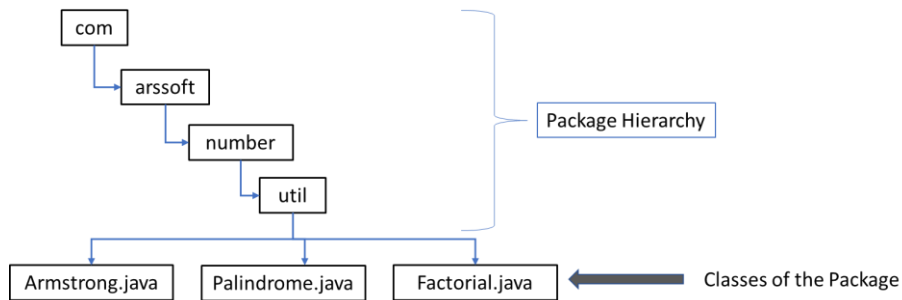 com
arssoft
number
Package Hierarchy
util
Armstrong.java
Palindrome.java
Factorial.java
Classes of the Package